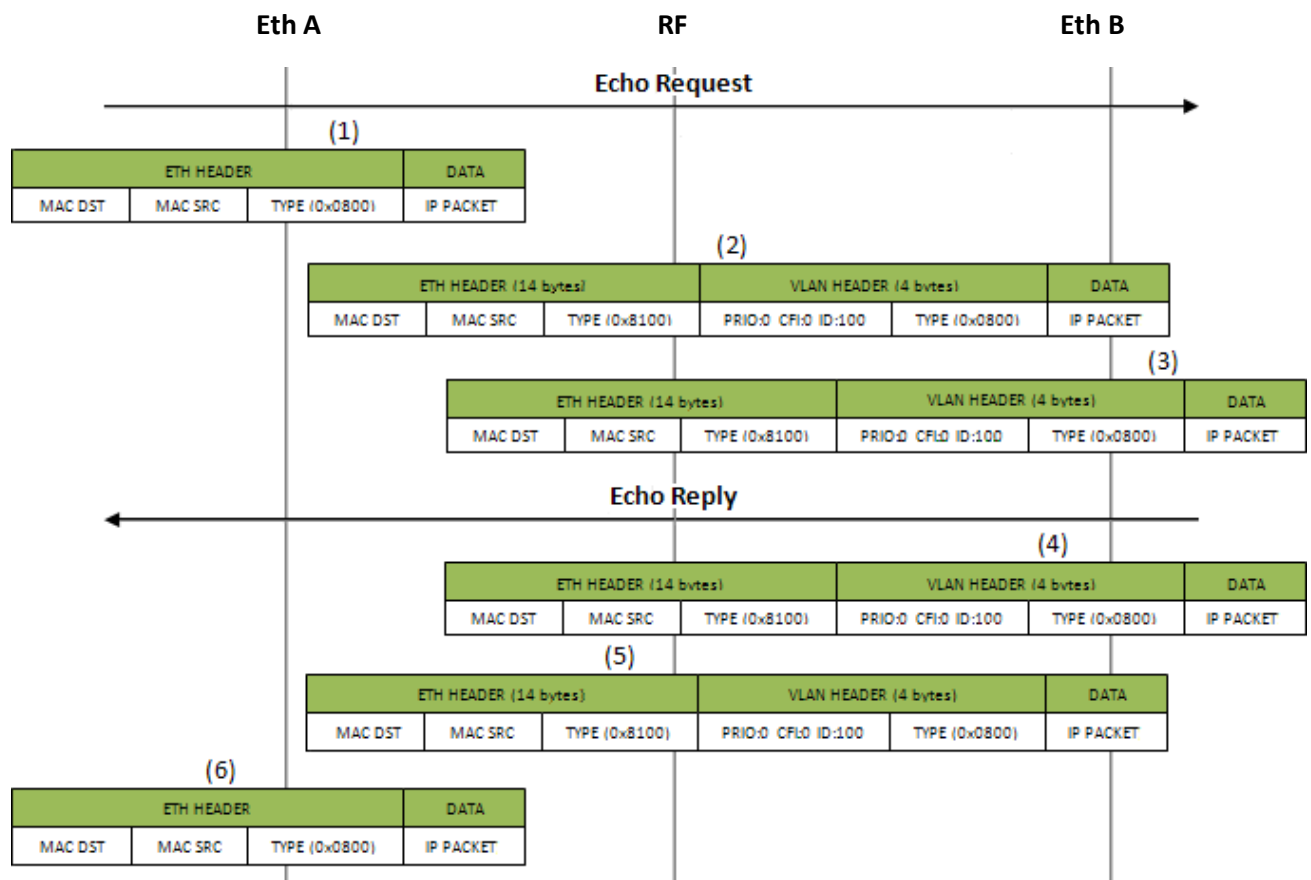 Eth A RF Eth B
Echo Request
(1)
ETH HEADER DATA
MAC DST MAC SRC TYPE (0x0800) IP PACKET
(2)
ETH HEADER (14 bytes) VLAN HEADER (4 bytes) DATA
MAC DST MAC SRC TYPE (0x8100) PRIO:0 CFI:0 ID:100 TYPE (0x0800) IP PACKET
(3)
ETH HEADER (14 bytes) VLAN HEADER (4 bytes) DATA
MAC DST MAC SRC TYPE (0x8100) PRIO:0 CFI:0 ID:100 TYPE (0x0800) IP PACKET
Echo Reply
(4)
ETH HEADER (14 bytes) VLAN HEADER (4 bytes) DATA
MAC DST MAC SRC TYPE (0x8100) PRIO:0 CFI:0 ID:100 TYPE (0x0800) IP PACKET
(5)
ETH HEADER (14 bytes) VLAN HEADER (4 bytes) DATA
MAC DST MAC SRC TYPE (0x8100) PRIO:0 CFI:0 ID:100 TYPE (0x0800) IP PACKET
(6)
ETH HEADER DATA
MAC DST MAC SRC TYPE (0x0800) IP PACKET